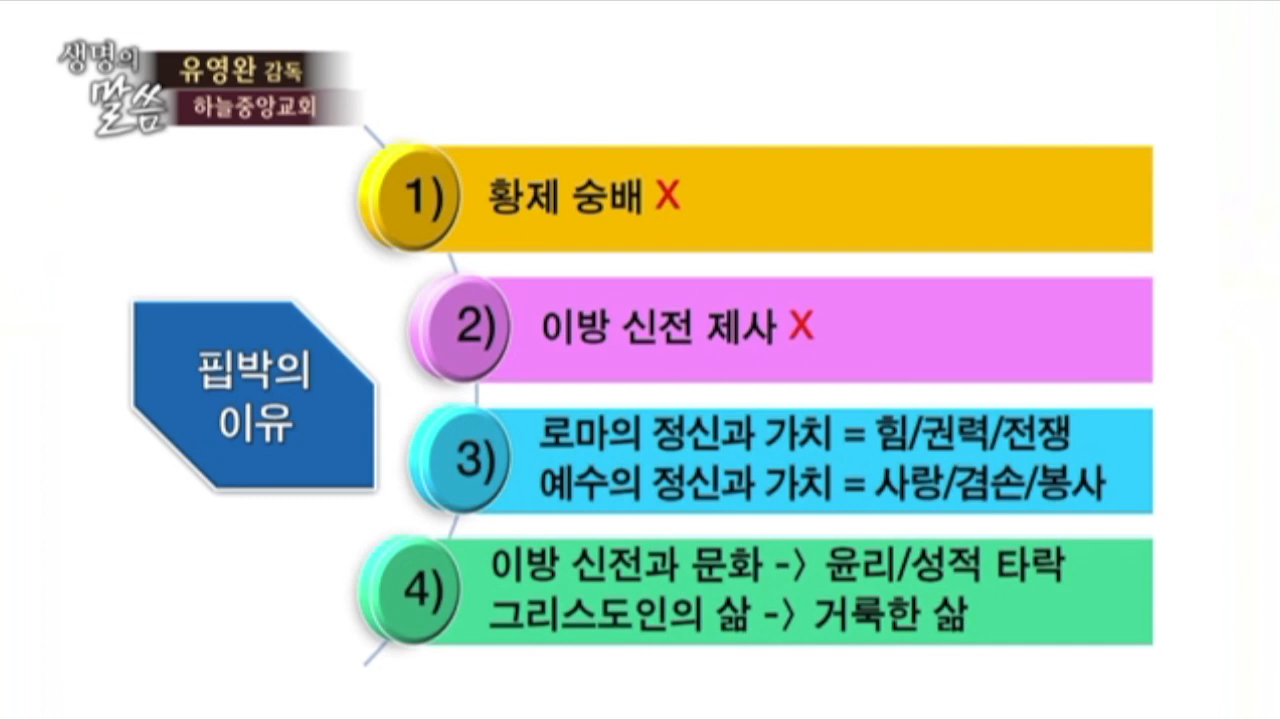 생명의 말씀
유영완 감독
하늘중앙교회
핍박의
이유
1) 황제 숭배 X
2) 이방 신전 제사 X
3) 로마의 정신과 가치 = 힘/권력/전쟁
예수의 정신과 가치 = 사랑/겸손/봉사
4) 이방 신전과 문화 -> 윤리/성적 타락
그리스도인의 삶 -> 거룩한 삶